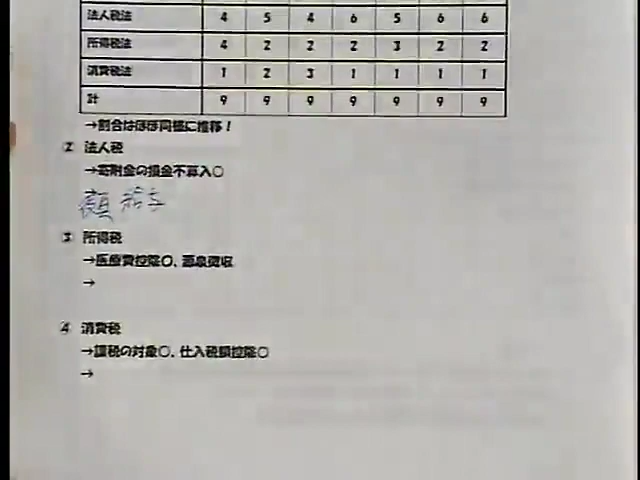 法人税法 4 5 4 6 5 6 6
所得税法 4 2 2 2 3 2 2
消費税法 1 2 3 1 1 1 1
計 9 9 9 9 9 9 9
→割合はほぼ同様に推移！
2 法人税
→寄附金の損金不算入○
給与
3 所得税
→医療費控除○、源泉徴収
→
4 消費税
→課税の対象○、仕入税額控除○
→